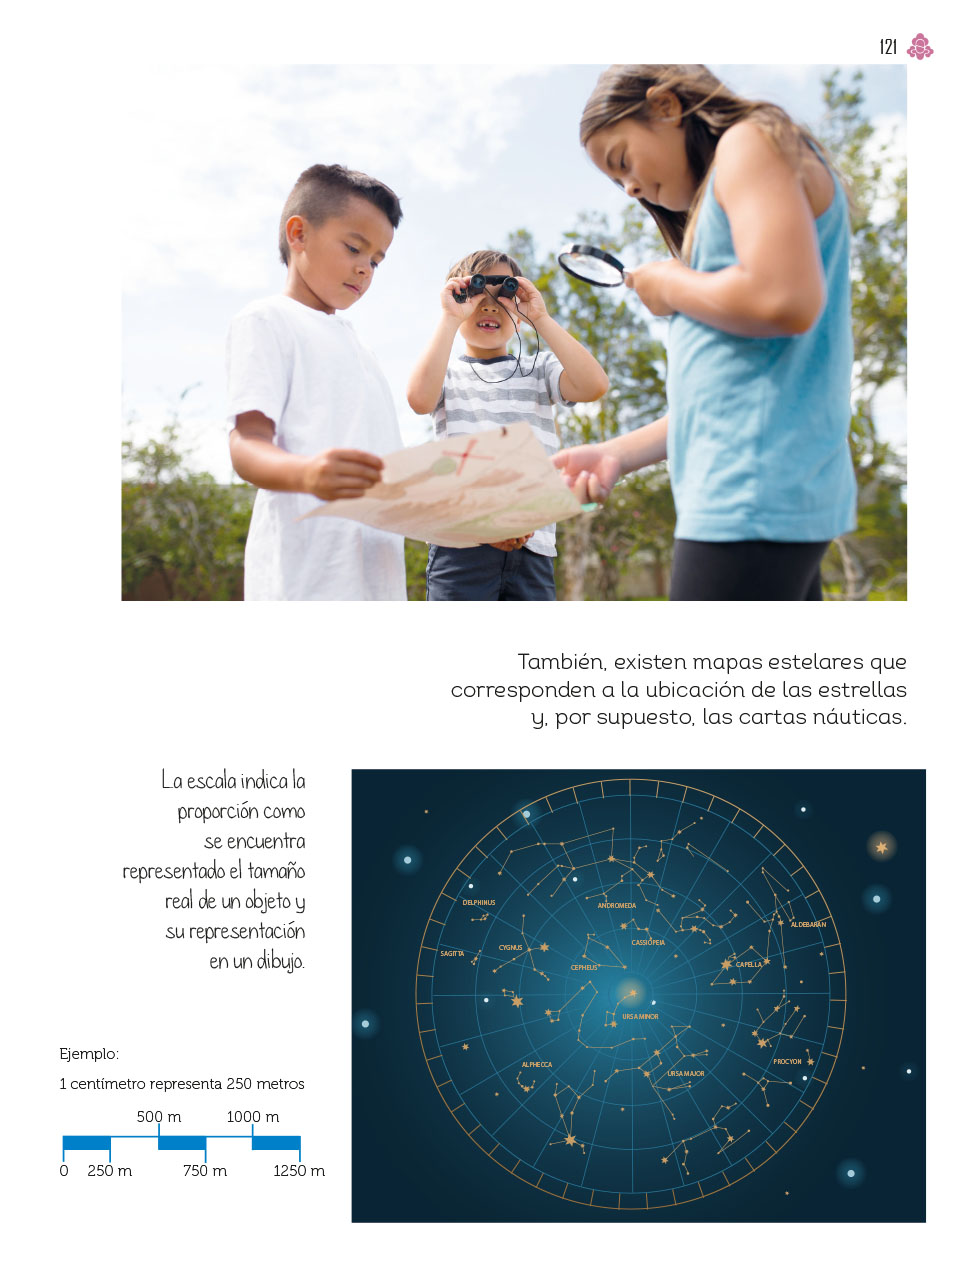 121
También, existen mapas estelares que
corresponden a la ubicación de las estrellas
y, por supuesto, las cartas náuticas.
La escala indica la
proporción como
se encuentra
representado el tamaño
real de un objeto y
su representación
en un dibujo.
Ejemplo:
1 centímetro representa 250 metros
500 m 1000 m
0 250 m 750 m 1250 m
DELPHINUS
ANDROMEDA
ALDEBARAN
SAGITTA
CYGNUS
CASSIOPEIA
CEPHEUS
CAPELLA
URSA MINOR
ALPHECCA
URSA MAJOR
PROCYON